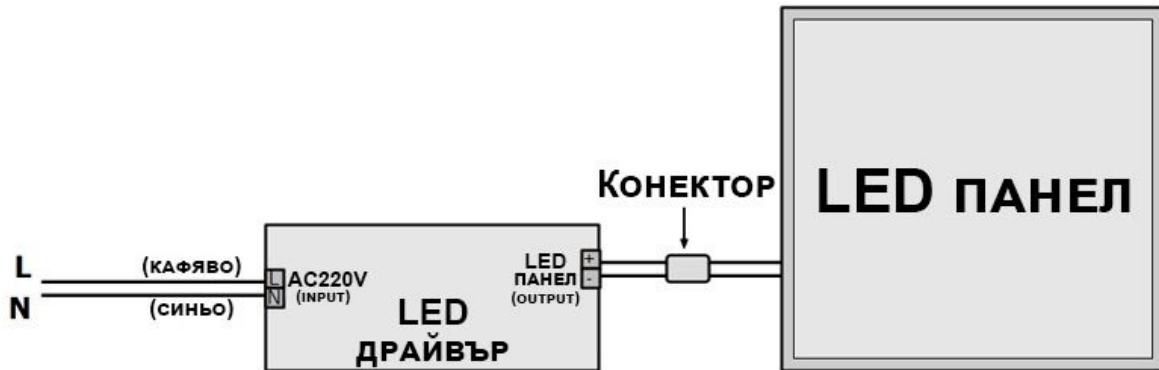 L
N
(КАФЯВО)
(СИНЬО)
L
N
AC220V
(INPUT)
LED
ДРАЙВЪР
LED
ПАНЕЛ
(OUTPUT)
+
-
КОНЕКТОР
LED ПАНЕЛ